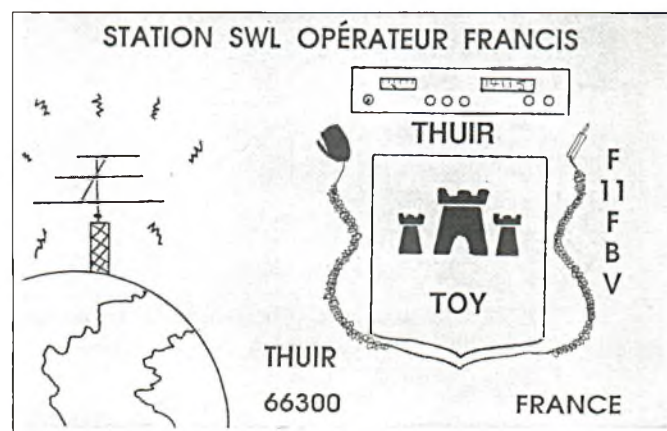 STATION SWL OPÉRATEUR FRANCIS
THUIR
F
11
F
B
V
TOY
THUIR
66300
FRANCE